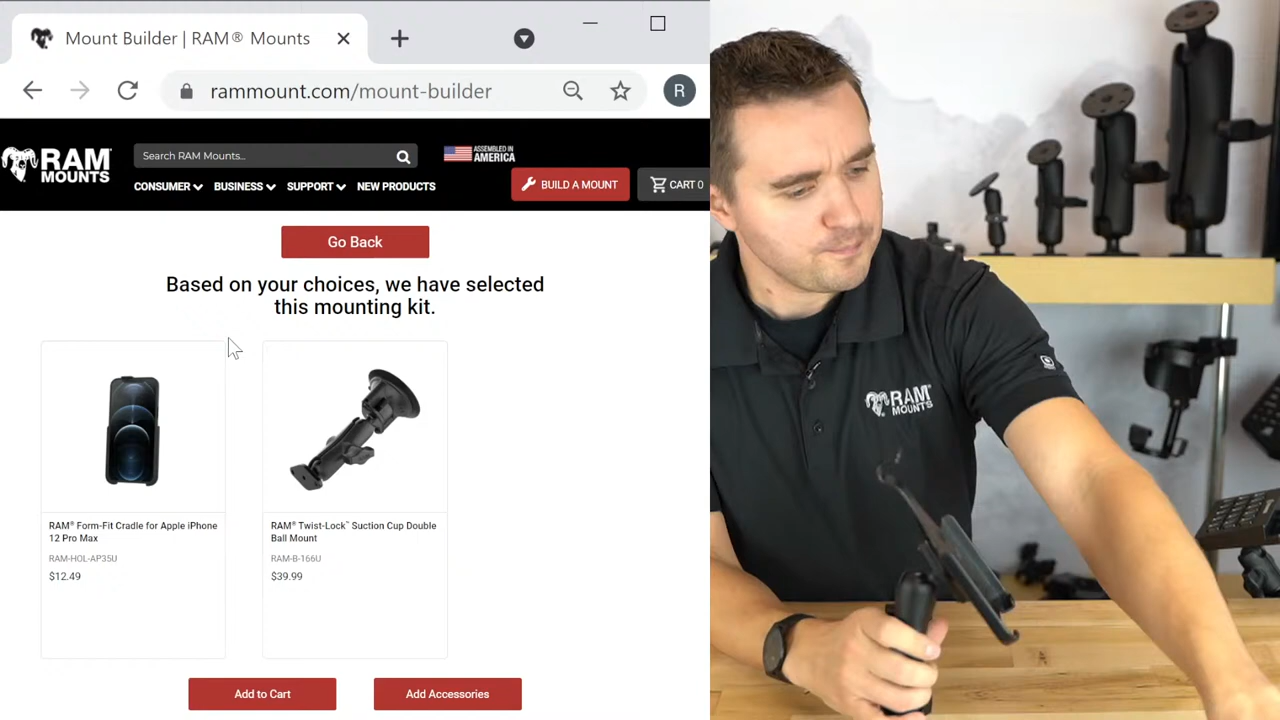 Mount Builder | RAM® Mounts
rammount.com/mount-builder
R
RAM
MOUNTS
Search RAM Mounts...
ASSEMBLED IN
AMERICA
CONSUMER
BUSINESS
SUPPORT
NEW PRODUCTS
BUILD A MOUNT
CART 0
Go Back
Based on your choices, we have selected
this mounting kit.
RAM® Form-Fit Cradle for Apple iPhone
12 Pro Max
RAM-HOL-AP35U
$12.49
RAM® Twist-Lock™ Suction Cup Double
Ball Mount
RAM-B-166U
$39.99
Add to Cart
Add Accessories
RAM®
MOUNTS